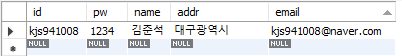 id pw name addr email
kjs941008 1234 김준석 대구광역시 kjs941008@naver.com
NULL NULL NULL NULL NULL